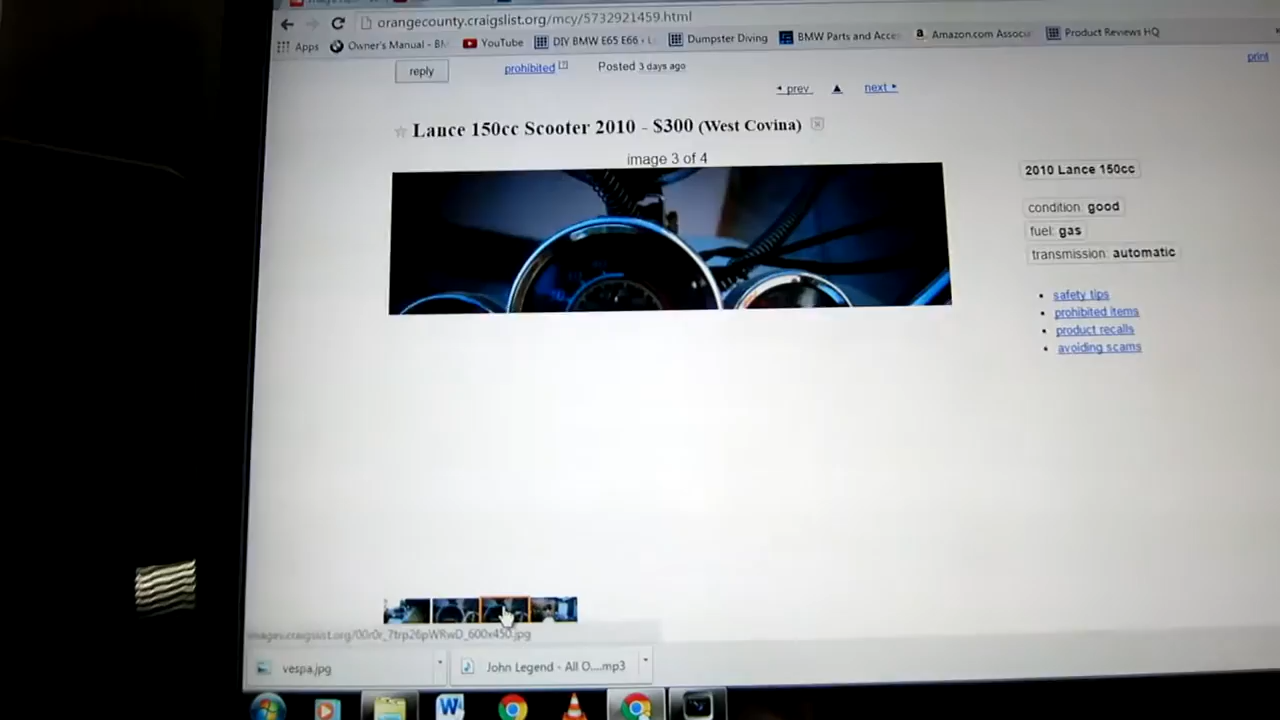 orangecounty.craigslist.org/mcy/5732921459.html
Apps Owner's Manual - BM YouTube DIY BMW E65 E66 Dumpster Diving BMW Parts and Acce Amazon.com Associ Product Reviews HQ
reply prohibited [?] Posted 3 days ago print
prev ▲ next
☆ Lance 150cc Scooter 2010 - $300 (West Covina)
image 3 of 4
2010 Lance 150cc
condition: good
fuel: gas
transmission: automatic
• safety tips
• prohibited items
• product recalls
• avoiding scams
vespa.jpg John Legend - All O....mp3
W